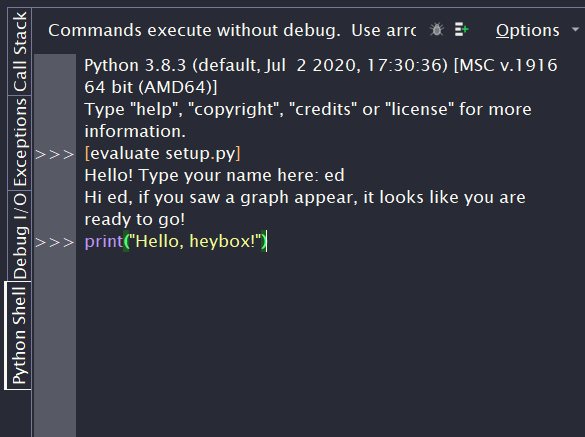 Commands execute without debug.  Use arrc
Options
Call Stack
Exceptions
Debug I/O
Python Shell
Python 3.8.3 (default, Jul  2 2020, 17:30:36) [MSC v.1916
64 bit (AMD64)]
Type "help", "copyright", "credits" or "license" for more
information.
>>> [evaluate setup.py]
Hello! Type your name here: ed
Hi ed, if you saw a graph appear, it looks like you are
ready to go!
>>> print("Hello, heybox!")